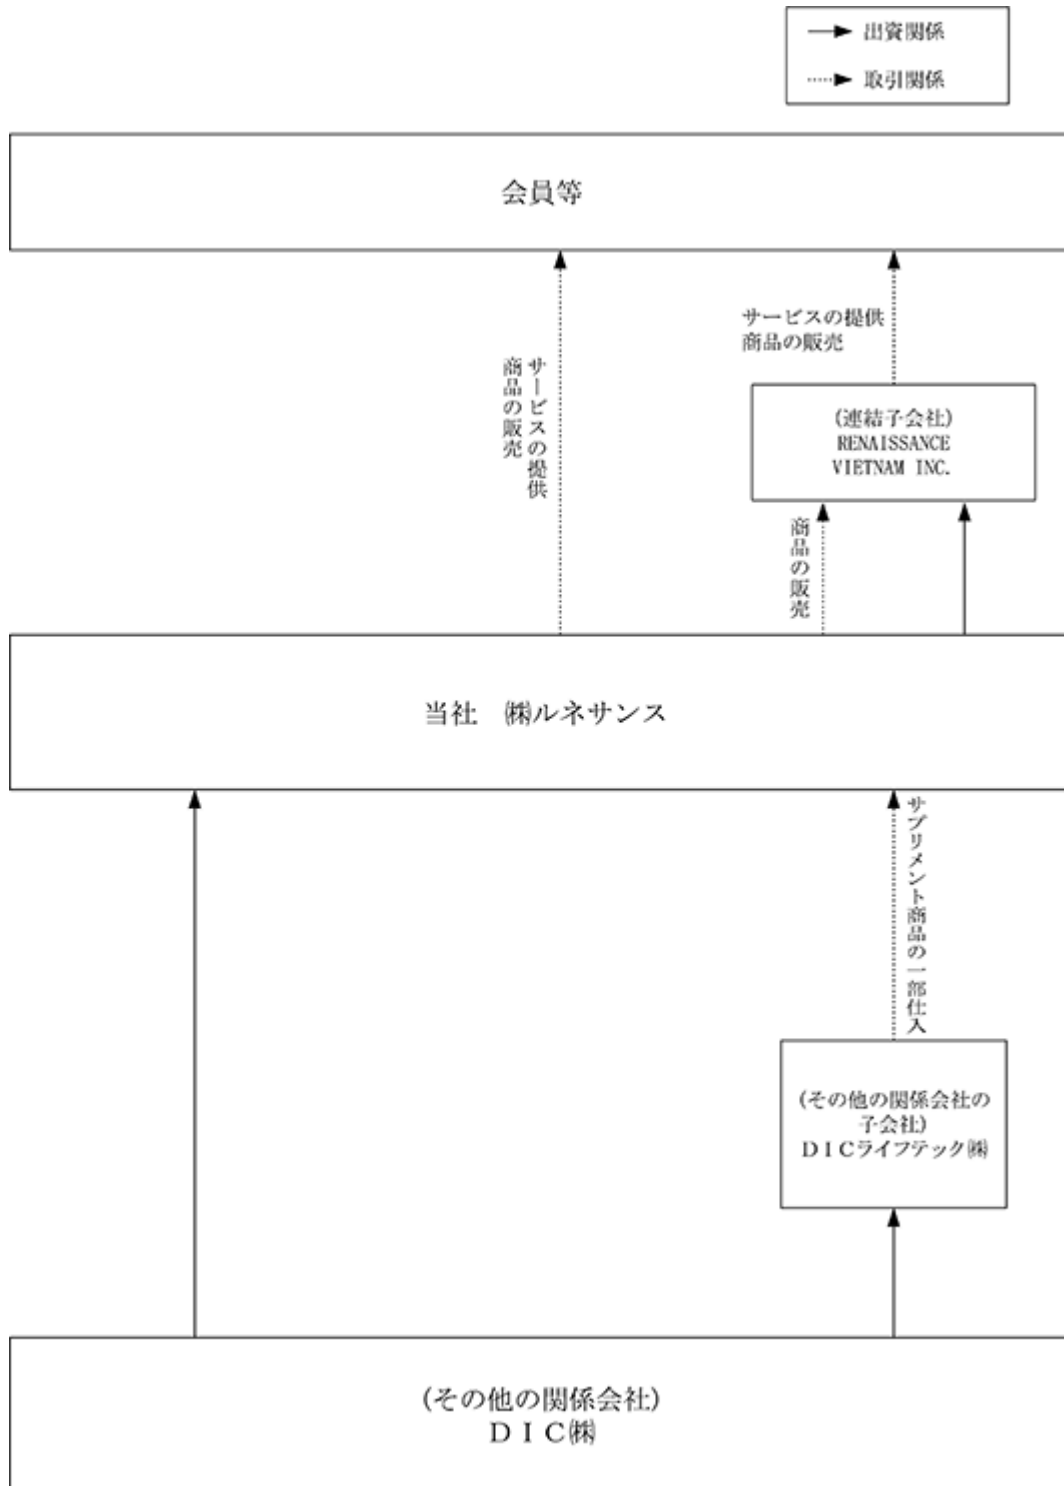 出資関係
取引関係
会員等
サービスの提供
商品の販売
サービスの提供
商品の販売
(連結子会社)
RENAISSANCE
VIETNAM INC.
商品の販売
当社　㈱ルネサンス
サプリメント商品の一部仕入
(その他の関係会社の
子会社)
ＤＩＣライフテック㈱
(その他の関係会社)
ＤＩＣ㈱